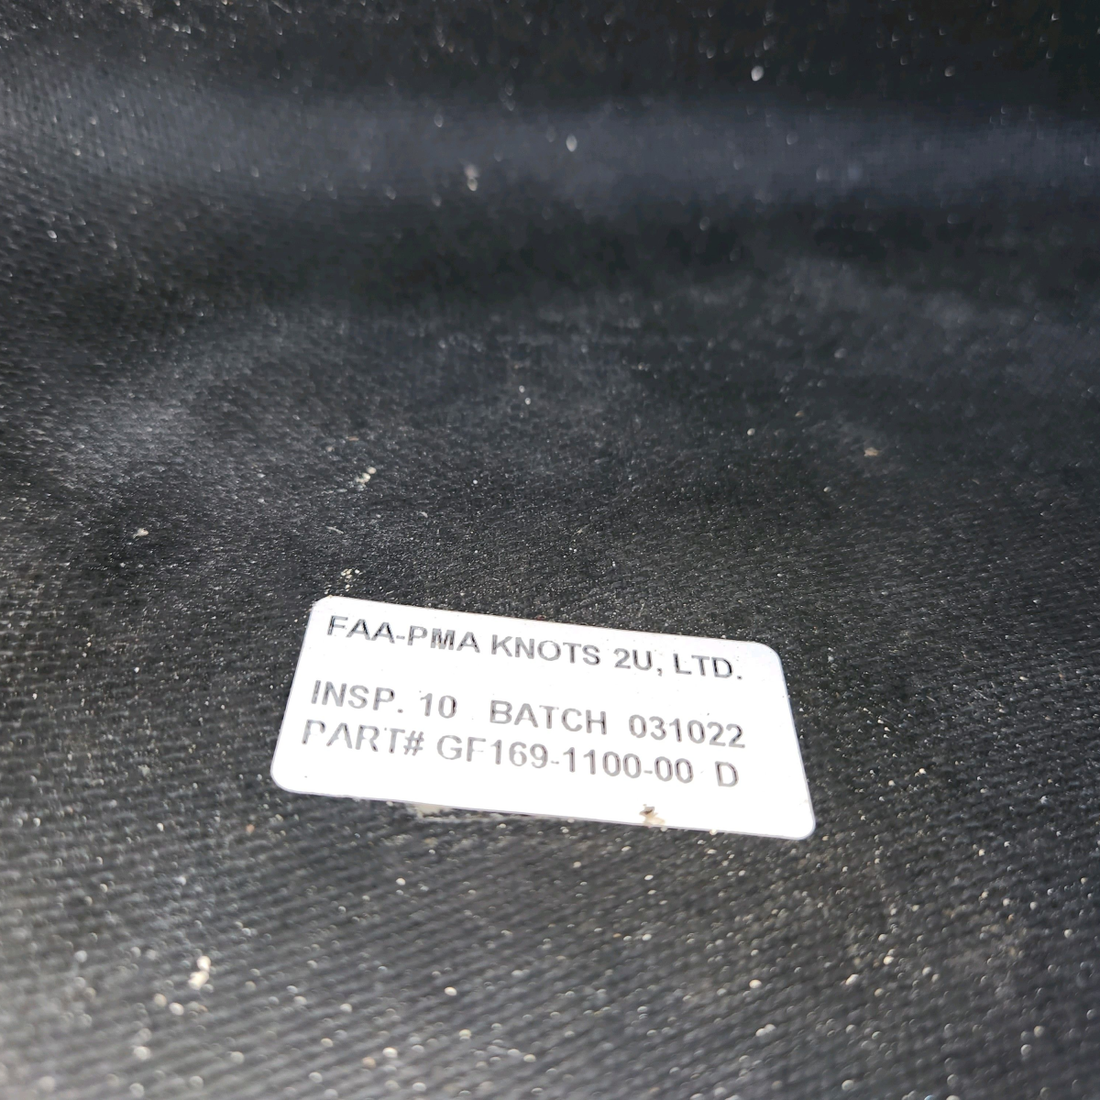 FAA-PMA KNOTS 2U, LTD.
INSP. 10 BATCH 031022
PART# GF169-1100-00 D